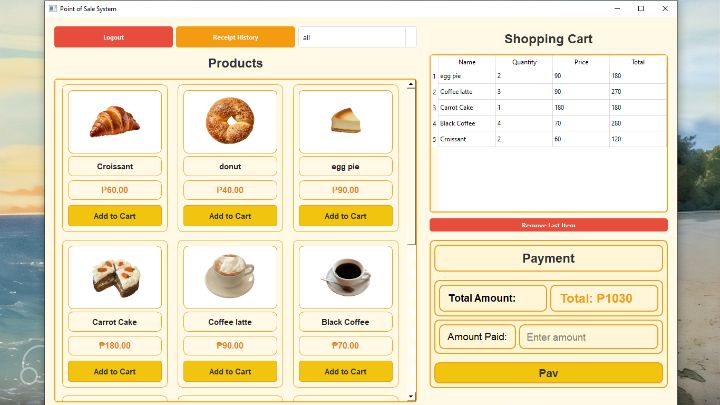 Point of Sale System
Logout
Receipt History
all
Products
Croissant
₱60.00
Add to Cart
donut
₱40.00
Add to Cart
egg pie
₱90.00
Add to Cart
Carrot Cake
₱180.00
Add to Cart
Coffee latte
₱90.00
Add to Cart
Black Coffee
₱70.00
Add to Cart
Shopping Cart
Name Quantity Price Total
1 egg pie 2 90 180
2 Coffee latte 3 90 270
3 Carrot Cake 1 180 180
4 Black Coffee 4 70 280
5 Croissant 2 60 120
Remove Last Item
Payment
Total Amount: Total: ₱1030
Amount Paid: Enter amount
Pay